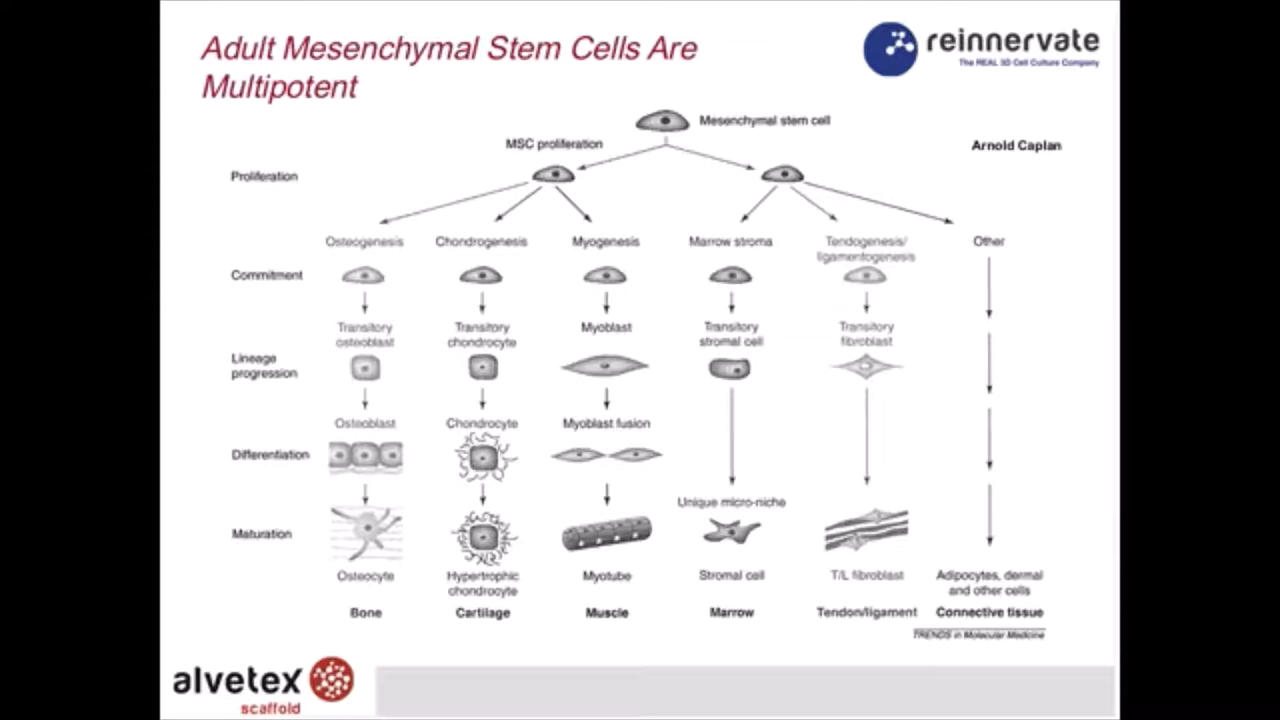 Adult Mesenchymal Stem Cells Are
Multipotent
reinnervate
The REAL 3D Cell Culture Company
Mesenchymal stem cell
MSC proliferation
Arnold Caplan
Proliferation
Osteogenesis Chondrogenesis Myogenesis Marrow stroma Tendogenesis/ Other
ligamentogenesis
Commitment
Transitory Transitory Myoblast Transitory Transitory
osteoblast chondrocyte stromal cell fibroblast
Lineage
progression
Osteoblast Chondrocyte Myoblast fusion
Differentiation
Unique micro-niche
Maturation
Osteocyte Hypertrophic Myotube Stromal cell T/L fibroblast Adipocytes, dermal
chondrocyte and other cells
Bone Cartilage Muscle Marrow Tendon/ligament Connective tissue
TRENDS in Molecular Medicine
alvetex
scaffold